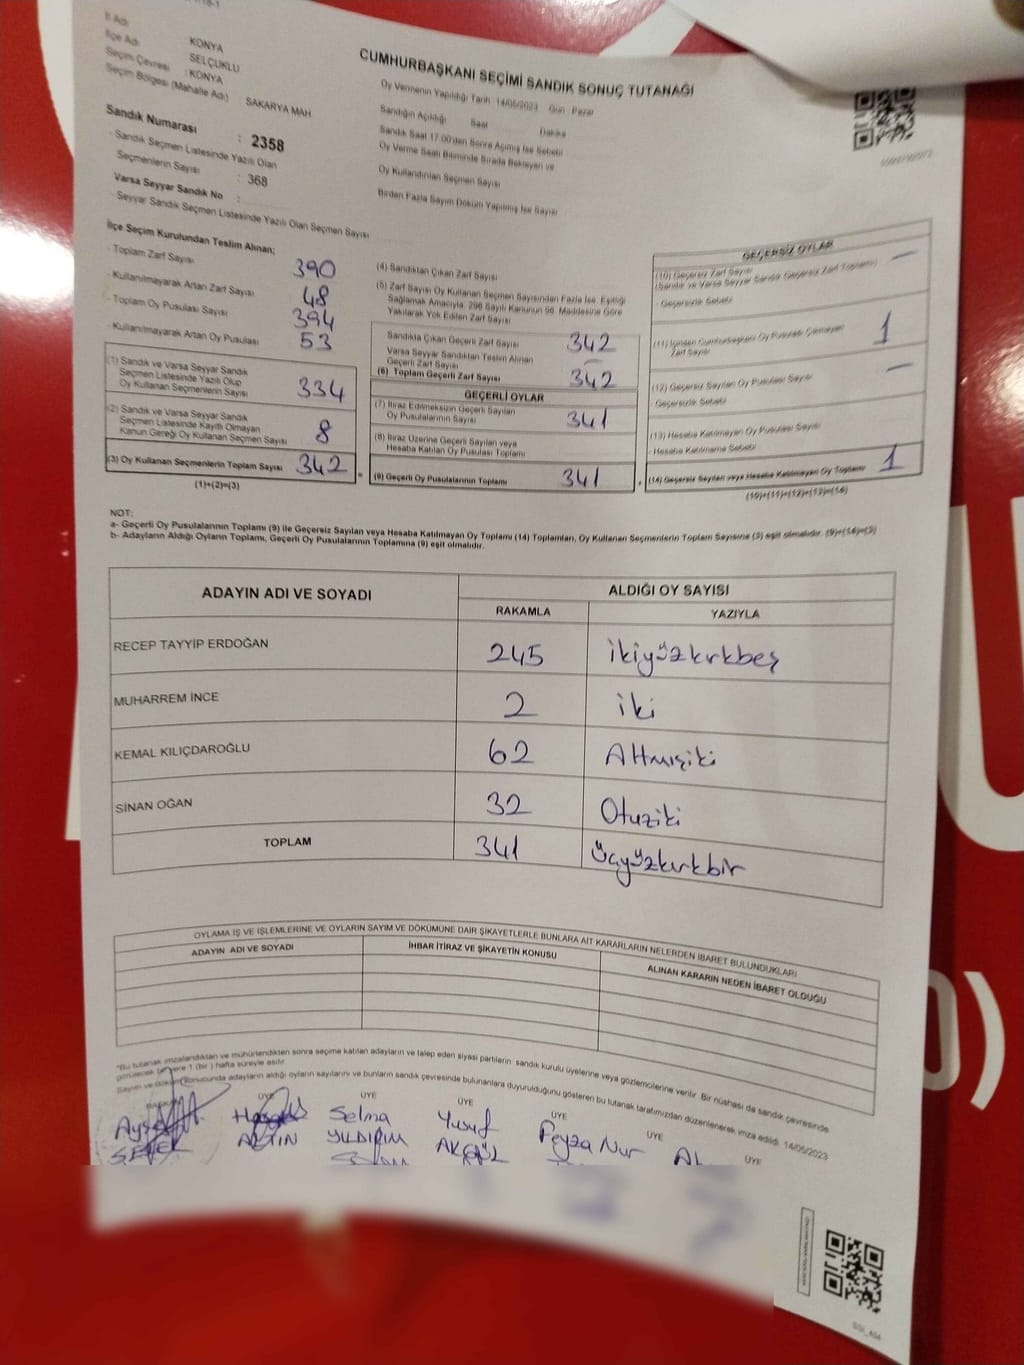 İl Adı : KONYA
İlçe Adı : SELÇUKLU
Seçim Çevresi : KONYA
Seçim Bölgesi (Mahalle Adı) : SAKARYA MAH
Sandık Numarası : 2358
Sandık Seçmen Listesinde Yazılı Olan
Seçmenlerin Sayısı : 368
Varsa Seyyar Sandık No :
Seyyar Sandık Seçmen Listesinde Yazılı Olan Seçmen Sayısı
CUMHURBAŞKANI SEÇİMİ SANDIK SONUÇ TUTANAĞI
Oy Vermenin Yapıldığı Tarih: 14/05/2023 Gün : Pazar
Sandığın Açıldığı Saat Dakika
Sandık Saat 17.00'den Sonra Açılmış İse Sebebi
Oy Verme Saati Bitiminde Sırada Bekleyen ve
Oy Kullandırılan Seçmen Sayısı
Birden Fazla Sayım Döküm Yapılmış İse Sayısı
İlçe Seçim Kurulundan Teslim Alınan;
Toplam Zarf Sayısı 390
Kullanılmayarak Artan Zarf Sayısı 48
Toplam Oy Pusulası Sayısı 394
Kullanılmayarak Artan Oy Pusulası 53
(1) Sandık ve Varsa Seyyar Sandık
Seçmen Listesinde Yazılı Olup
Oy Kullanan Seçmenlerin Sayısı 334
(2) Sandık ve Varsa Seyyar Sandık
Seçmen Listesinde Kayıtlı Olmayan
Kanun Gereği Oy Kullanan Seçmen Sayısı 8
(3) Oy Kullanan Seçmenlerin Toplam Sayısı 342
(1)+(2)=(3)
(4) Sandıktan Çıkan Zarf Sayısı
(5) Zarf Sayısı Oy Kullanan Seçmen Sayısından Fazla İse, Eşitliği
Sağlamak Amacıyla, 298 Sayılı Kanunun 98. Maddesine Göre
Yakılarak Yok Edilen Zarf Sayısı
Sandıkta Çıkan Geçerli Zarf Sayısı 342
Varsa Seyyar Sandıktan Teslim Alınan
Geçerli Zarf Sayısı —
(6) Toplam Geçerli Zarf Sayısı 342
GEÇERLİ OYLAR
(7) İtiraz Edilmeksizin Geçerli Sayılan
Oy Pusulalarının Sayısı 341
(8) İtiraz Üzerine Geçerli Sayılan veya
Hesaba Katılan Oy Pusulası Toplamı
(9) Geçerli Oy Pusulalarının Toplamı 341
GEÇERSİZ OYLAR
(10) Geçersiz Zarf Sayısı —
(Sandık ve Varsa Seyyar Sandık Geçersiz Zarf Toplamı)
- Geçersizlik Sebebi
(11) İçinden Cumhurbaşkanı Oy Pusulası Çıkmayan
Zarf Sayısı 1
(12) Geçersiz Sayılan Oy Pusulası Sayısı —
- Geçersizlik Sebebi
(13) Hesaba Katılmayan Oy Pusulası Sayısı
- Hesaba Katılmama Sebebi
(14) Geçersiz Sayılan veya Hesaba Katılmayan Oy Toplamı 1
(10)+(11)+(12)+(13)=(14)
NOT:
a- Geçerli Oy Pusulalarının Toplamı (9) ile Geçersiz Sayılan veya Hesaba Katılmayan Oy Toplamı (14) Toplamları, Oy Kullanan Seçmenlerin Toplam Sayısına (3) eşit olmalıdır. (9)+(14)=(3)
b- Adayların Aldığı Oyların Toplamı, Geçerli Oy Pusulalarının Toplamına (9) eşit olmalıdır.
ADAYIN ADI VE SOYADI ALDIĞI OY SAYISI
RAKAMLA YAZIYLA
RECEP TAYYİP ERDOĞAN 245 ikiyüzkırkbeş
MUHARREM İNCE 2 iki
KEMAL KILIÇDAROĞLU 62 Altmışiki
SİNAN OĞAN 32 Otuziki
TOPLAM 341 üçyüzkırkbir
OYLAMA İŞ VE İŞLEMLERİNE VE OYLARIN SAYIM VE DÖKÜMÜNE DAİR ŞİKAYETLERLE BUNLARA AİT KARARLARIN NELERDEN İBARET BULUNDUKLARI
ADAYIN ADI VE SOYADI İHBAR İTİRAZ VE ŞİKAYETİN KONUSU ALINAN KARARIN NEDEN İBARET OLDUĞU
*Bu tutanak imzalandıktan ve mühürlendikten sonra seçime katılan adayların ve talep eden siyasi partilerin sandık kurulu üyelerine veya gözlemcilerine verilir. Bir nüshası da sandık çevresinde
görülecek bir yere 1 (bir) hafta süreyle asılır.
Sayım ve döküm sonucunda adayların aldığı oyların sayılarını ve bunların sandık çevresinde bulunanlara duyurulduğunu gösteren bu tutanak tarafımızdan düzenlenerek imza edildi. 14/05/2023
BAŞKAN ÜYE ÜYE ÜYE ÜYE ÜYE ÜYE
Selma Yusuf Feyza Nur
YILDIRIM AKGÜL